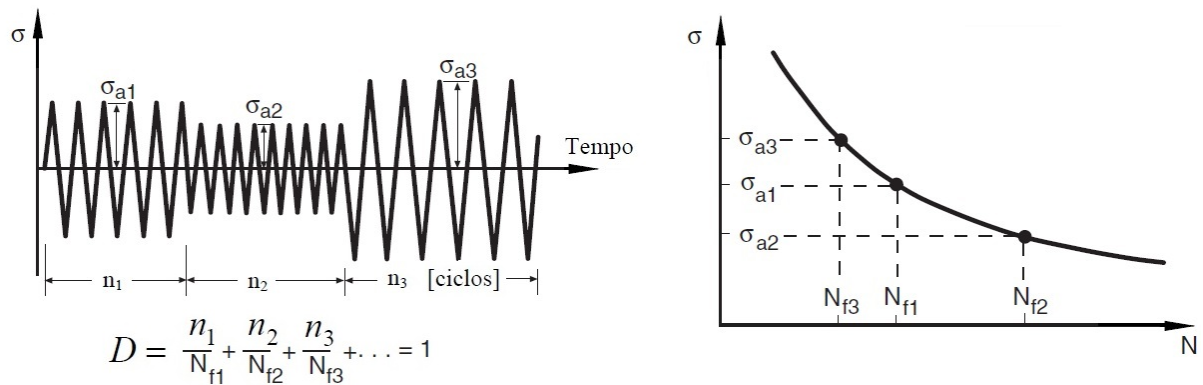 σ
σa1
σa2
σa3
Tempo
n1
n2
n3 [ciclos]
D = n1/Nf1 + n2/Nf2 + n3/Nf3 + . . . = 1
σ
σa3
σa1
σa2
Nf3
Nf1
Nf2
N